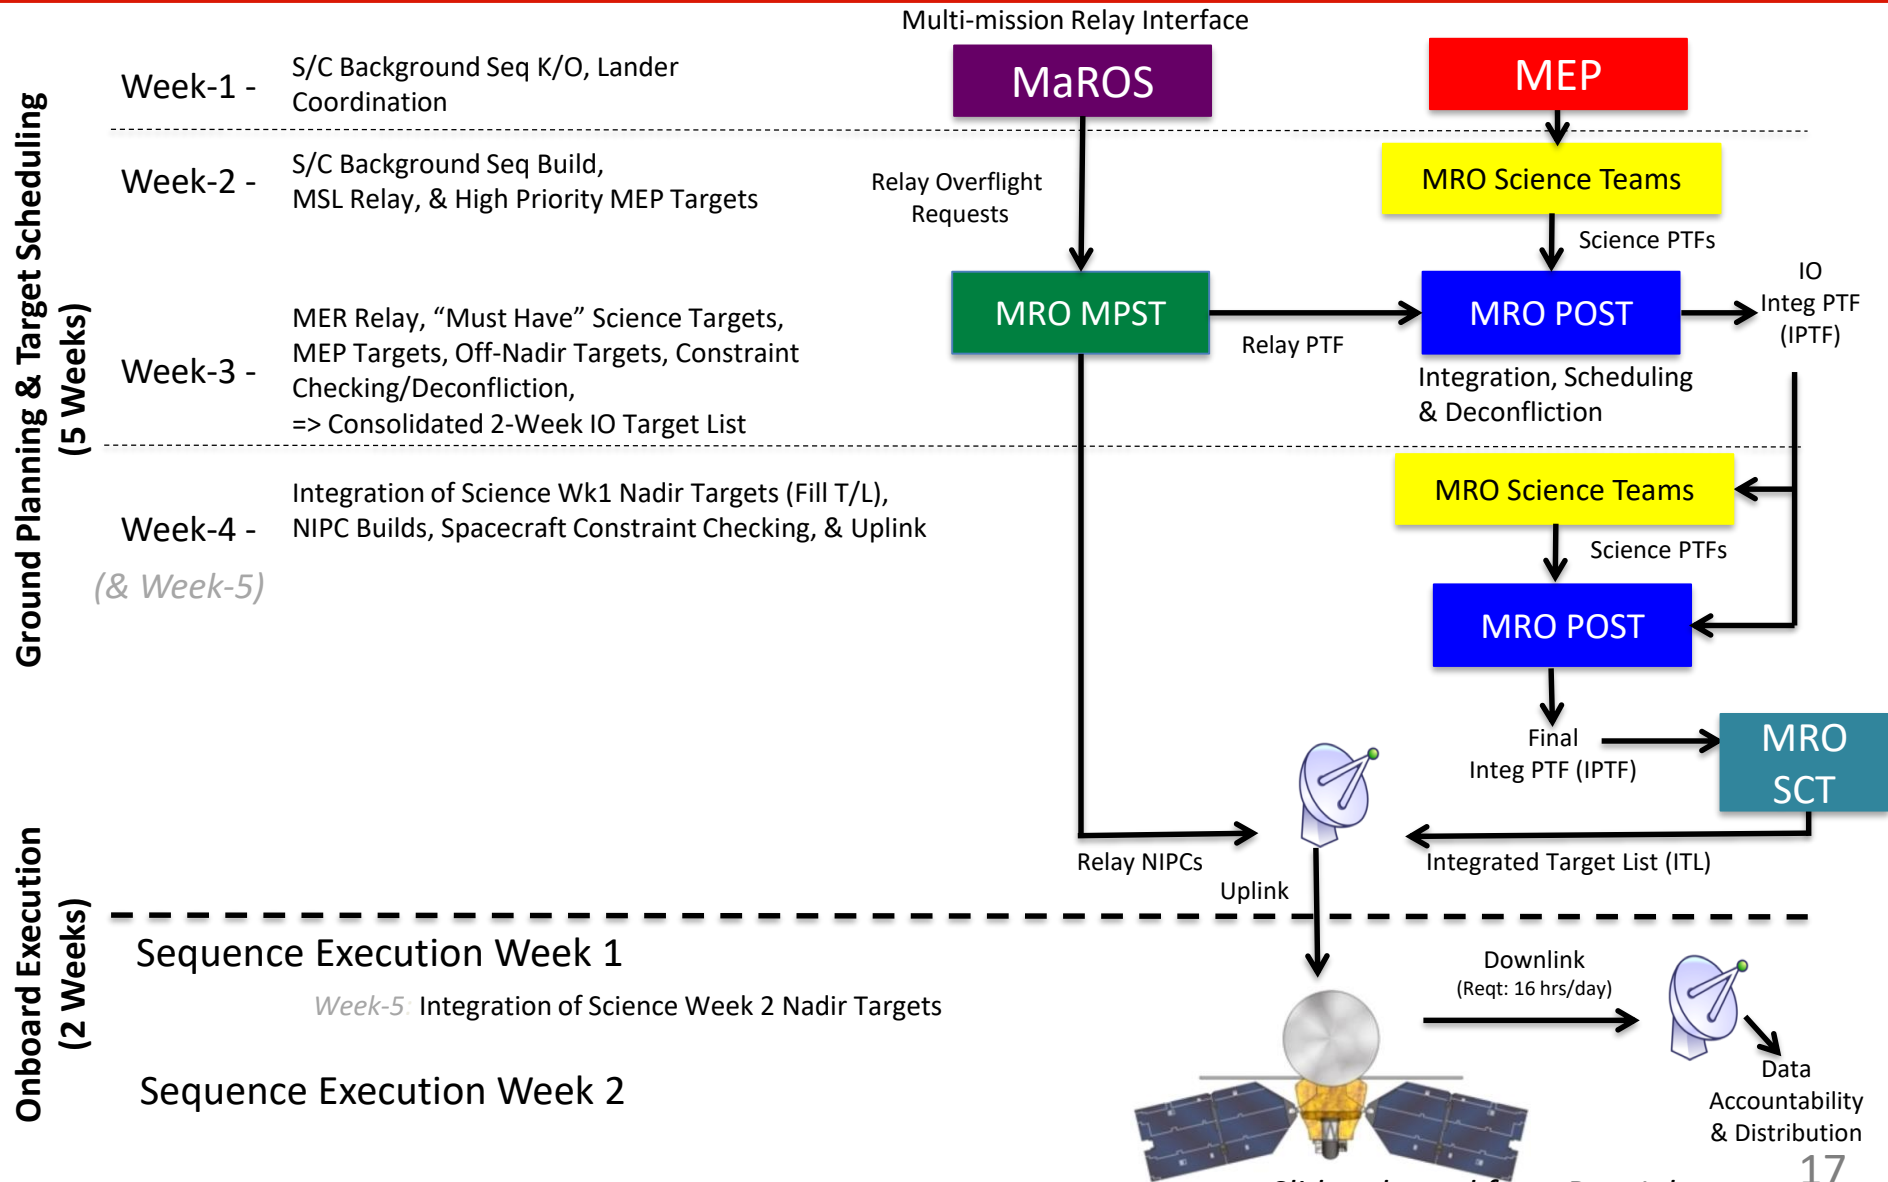 Multi-mission Relay Interface
Ground Planning & Target Scheduling
(5 Weeks)
Week-1 -
S/C Background Seq K/O, Lander
Coordination
MaROS
MEP
Week-2 -
S/C Background Seq Build,
MSL Relay, & High Priority MEP Targets
Relay Overflight
Requests
MRO Science Teams
Science PTFs
Week-3 -
MER Relay, “Must Have” Science Targets,
MEP Targets, Off-Nadir Targets, Constraint
Checking/Deconfliction,
=> Consolidated 2-Week IO Target List
MRO MPST
Relay PTF
MRO POST
Integration, Scheduling
& Deconfliction
IO
Integ PTF
(IPTF)
Week-4 -
(& Week-5)
Integration of Science Wk1 Nadir Targets (Fill T/L),
NIPC Builds, Spacecraft Constraint Checking, & Uplink
MRO Science Teams
Science PTFs
MRO POST
Final
Integ PTF (IPTF)
MRO
SCT
Relay NIPCs
Integrated Target List (ITL)
Uplink
Onboard Execution
(2 Weeks)
Sequence Execution Week 1
Week-5: Integration of Science Week 2 Nadir Targets
Sequence Execution Week 2
Downlink
(Reqt: 16 hrs/day)
Data
Accountability
& Distribution
17